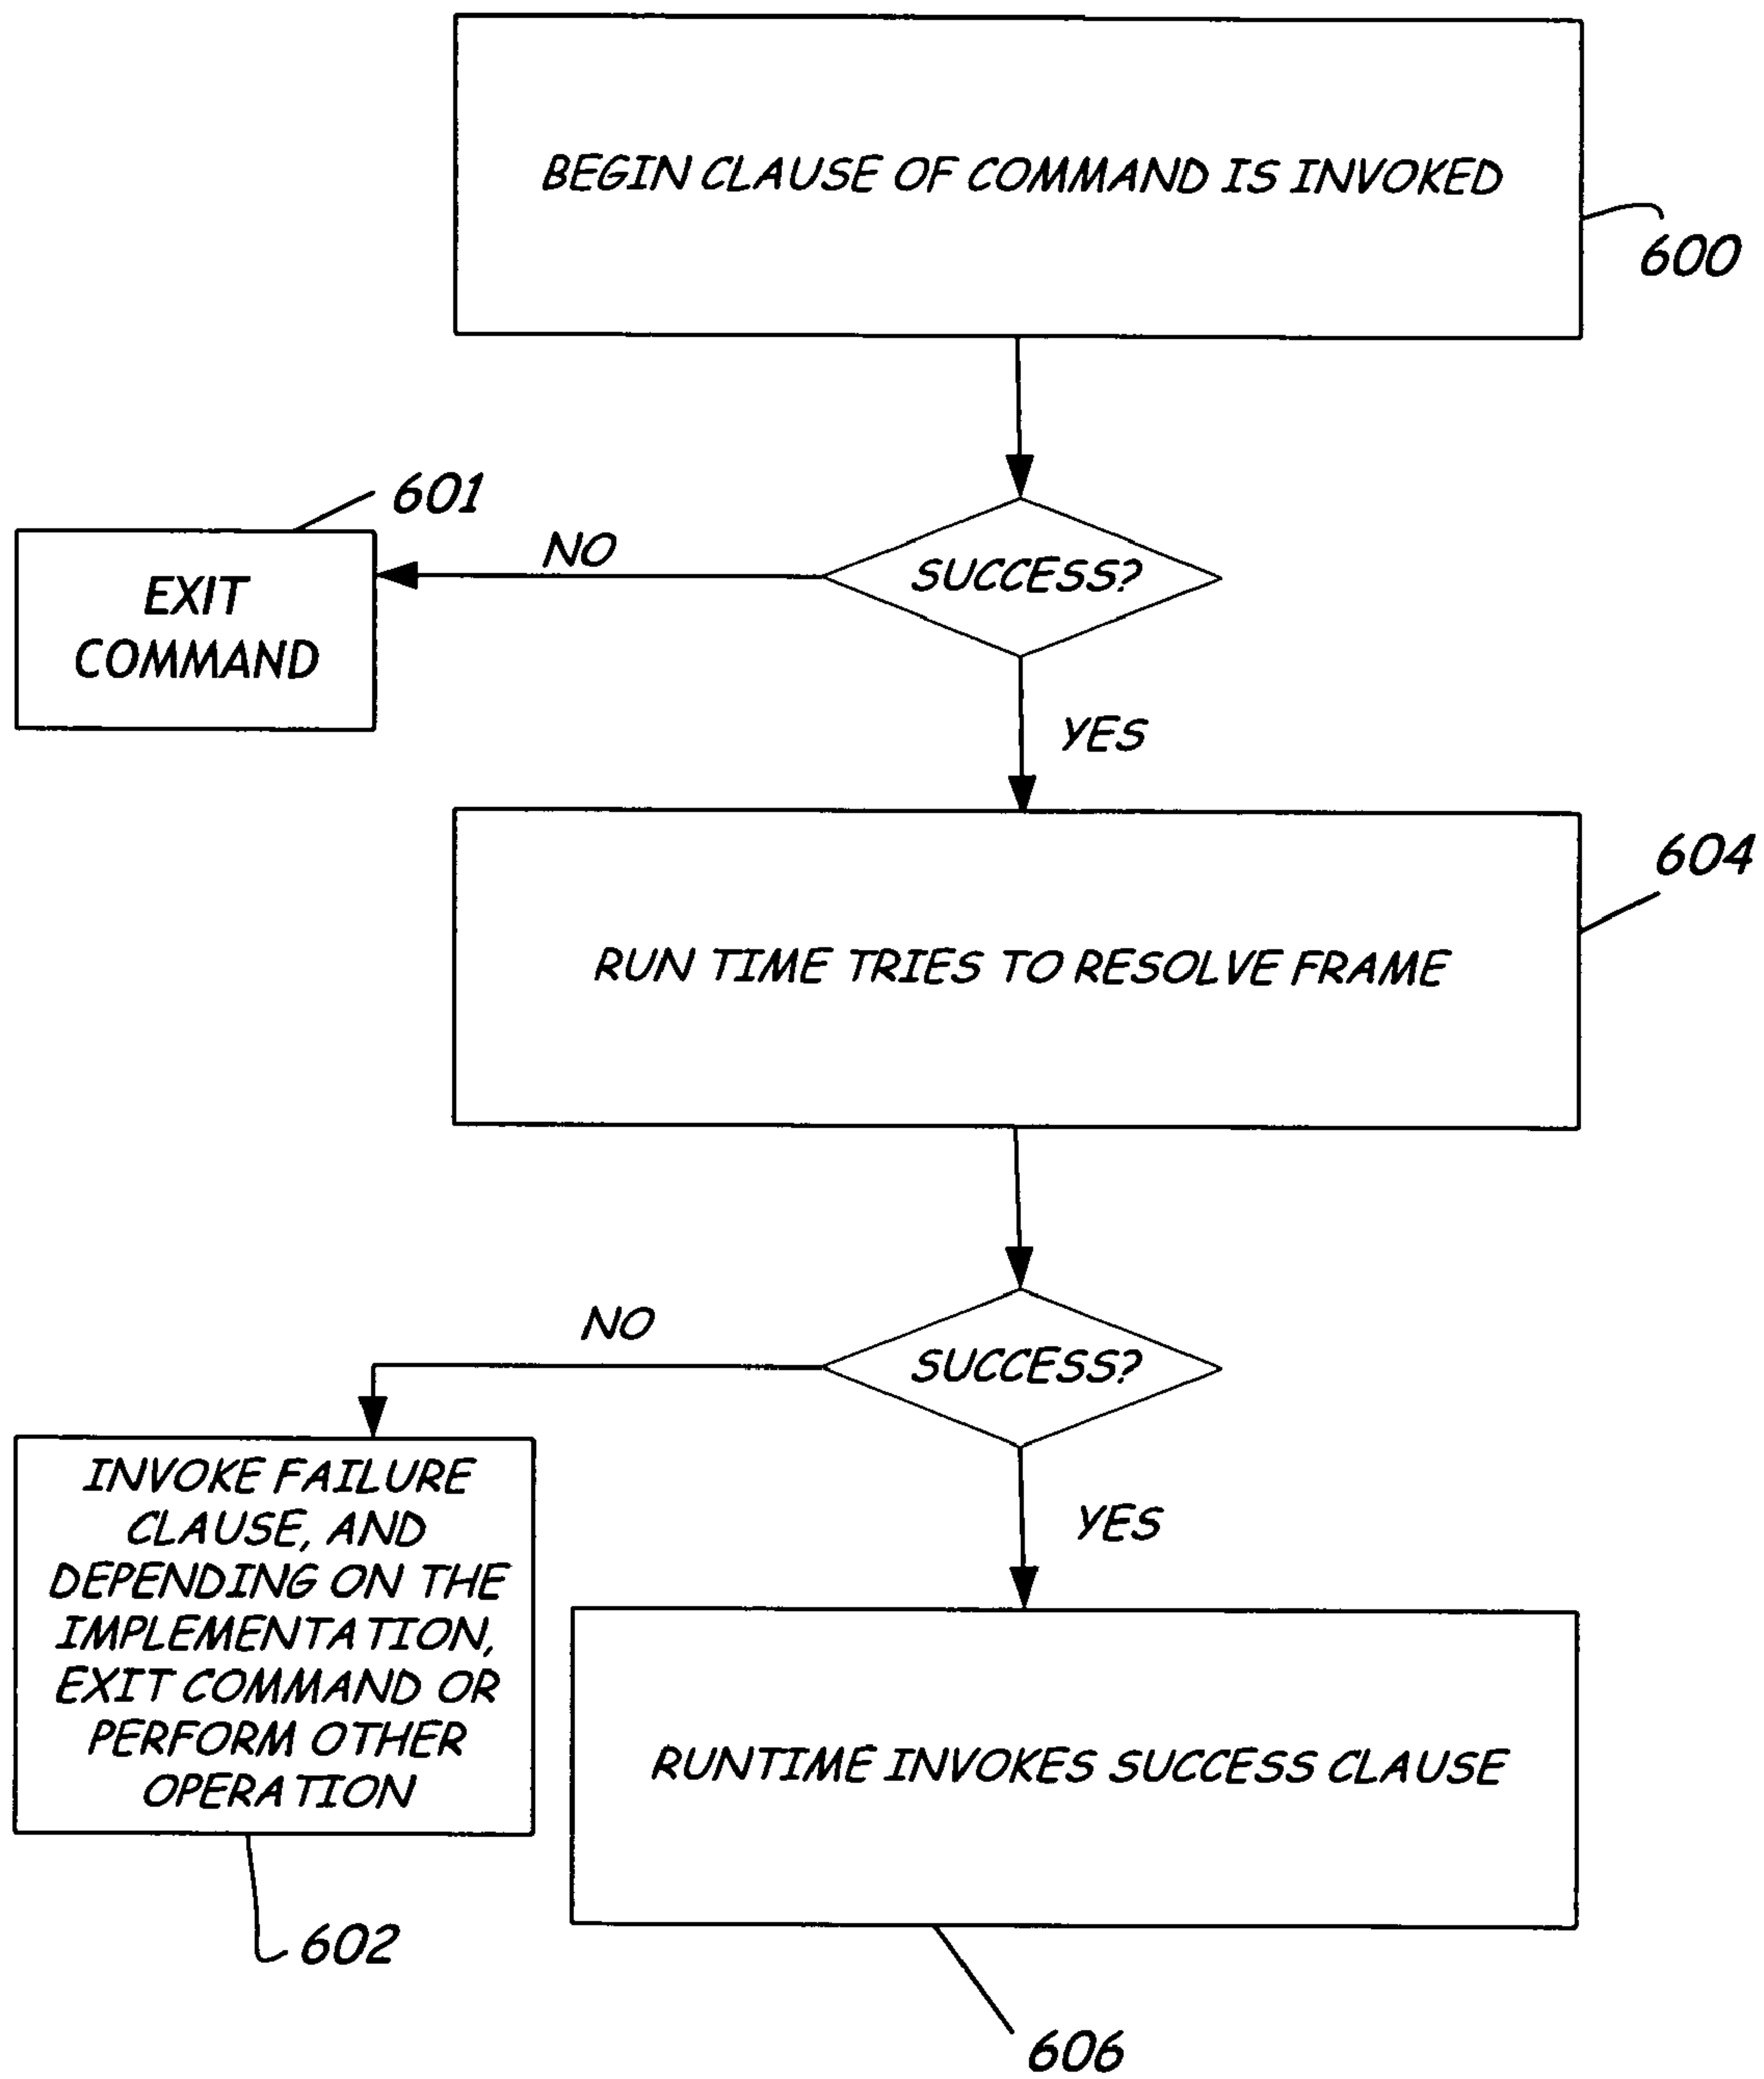 BEGIN CLAUSE OF COMMAND IS INVOKED
600
601
NO
SUCCESS?
EXIT
COMMAND
YES
604
RUN TIME TRIES TO RESOLVE FRAME
NO
SUCCESS?
YES
INVOKE FAILURE
CLAUSE, AND
DEPENDING ON THE
IMPLEMENTATION,
EXIT COMMAND OR
PERFORM OTHER
OPERATION
RUNTIME INVOKES SUCCESS CLAUSE
602
606